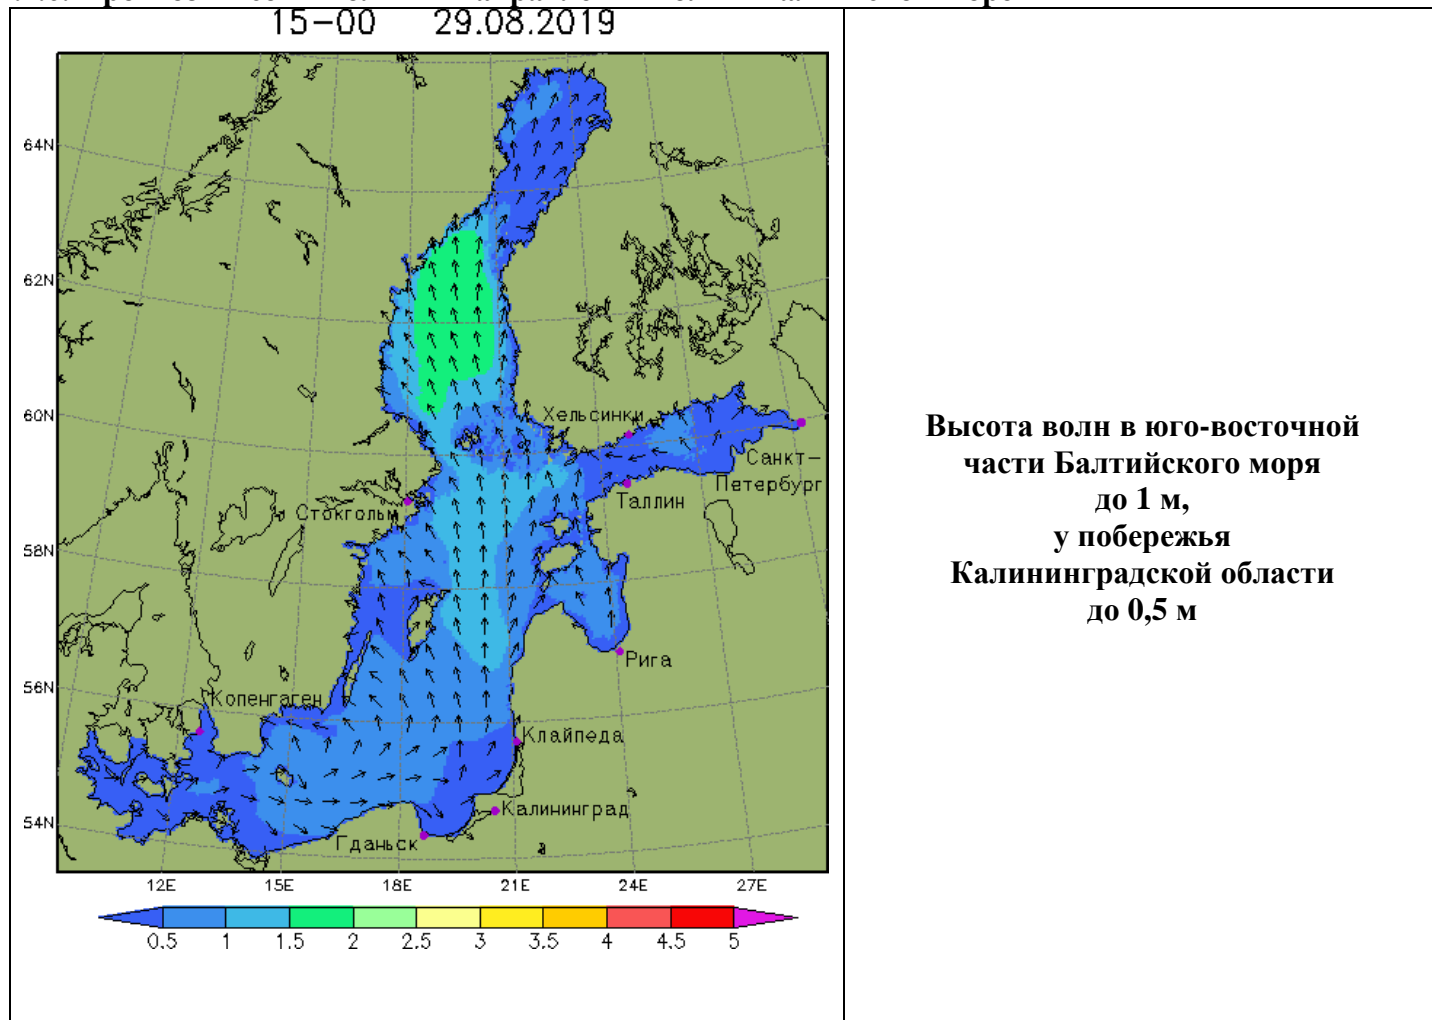 15-00 29.08.2019
64N
62N
60N
58N
56N
54N
Хельсинки
Санкт-
Петербург
Таллин
Стокгольм
Рига
Копенгаген
Клайпеда
Калининград
Гданьск
12E 15E 18E 21E 24E 27E
0.5 1 1.5 2 2.5 3 3.5 4 4.5 5
Высота волн в юго-восточной
части Балтийского моря
до 1 м,
у побережья
Калининградской области
до 0,5 м